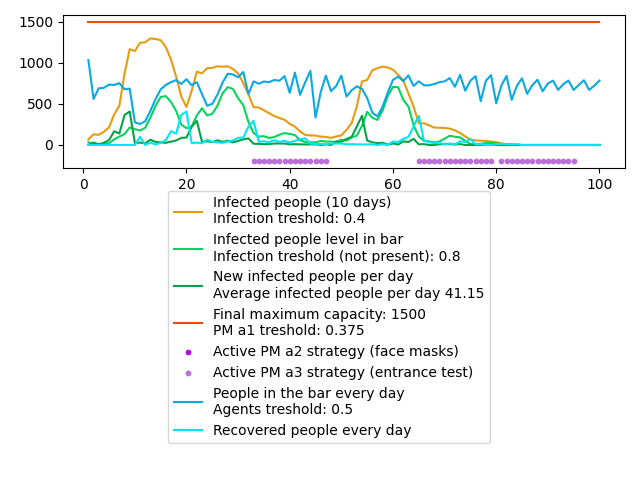 1500
1000
500
0
0 20 40 60 80 100
Infected people (10 days)
Infection treshold: 0.4
Infected people level in bar
Infection treshold (not present): 0.8
New infected people per day
Average infected people per day 41.15
Final maximum capacity: 1500
PM a1 treshold: 0.375
Active PM a2 strategy (face masks)
Active PM a3 strategy (entrance test)
People in the bar every day
Agents treshold: 0.5
Recovered people every day